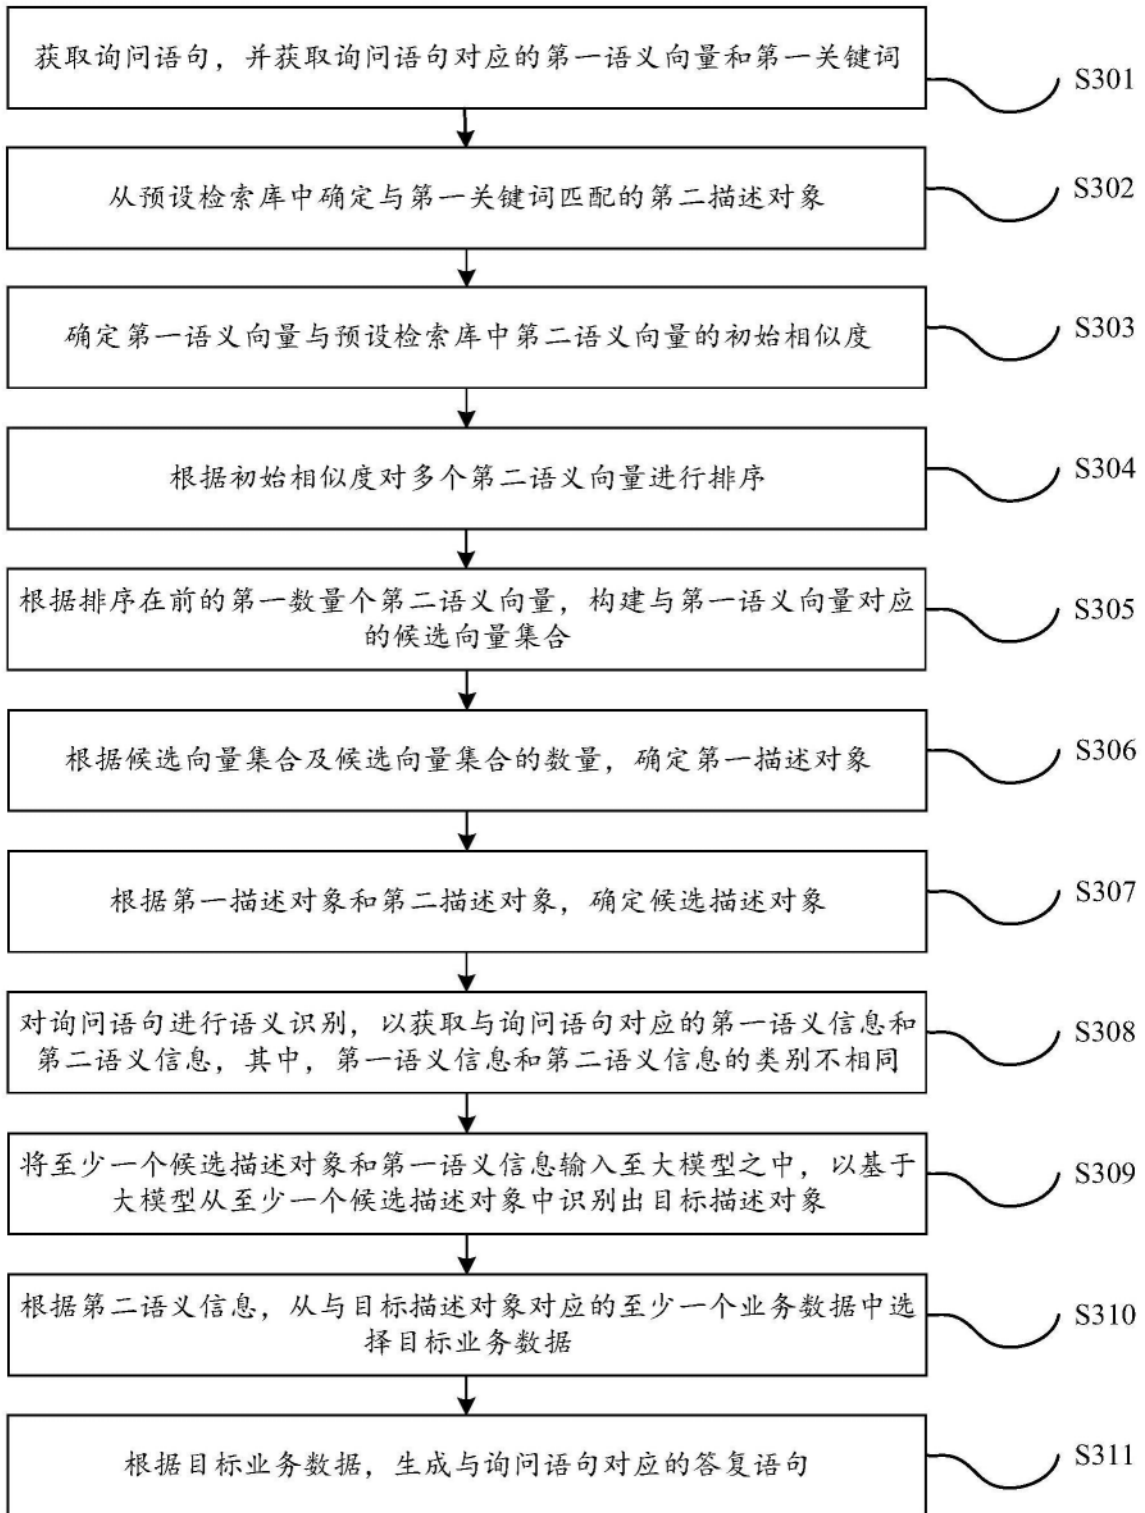 获取询问语句，并获取询问语句对应的第一语义向量和第一关键词
S301
从预设检索库中确定与第一关键词匹配的第二描述对象
S302
确定第一语义向量与预设检索库中第二语义向量的初始相似度
S303
根据初始相似度对多个第二语义向量进行排序
S304
根据排序在前的第一数量个第二语义向量，构建与第一语义向量对应
的候选向量集合
S305
根据候选向量集合及候选向量集合的数量，确定第一描述对象
S306
根据第一描述对象和第二描述对象，确定候选描述对象
S307
对询问语句进行语义识别，以获取与询问语句对应的第一语义信息和
第二语义信息，其中，第一语义信息和第二语义信息的类别不相同
S308
将至少一个候选描述对象和第一语义信息输入至大模型之中，以基于
大模型从至少一个候选描述对象中识别出目标描述对象
S309
根据第二语义信息，从与目标描述对象对应的至少一个业务数据中选
择目标业务数据
S310
根据目标业务数据，生成与询问语句对应的答复语句
S311